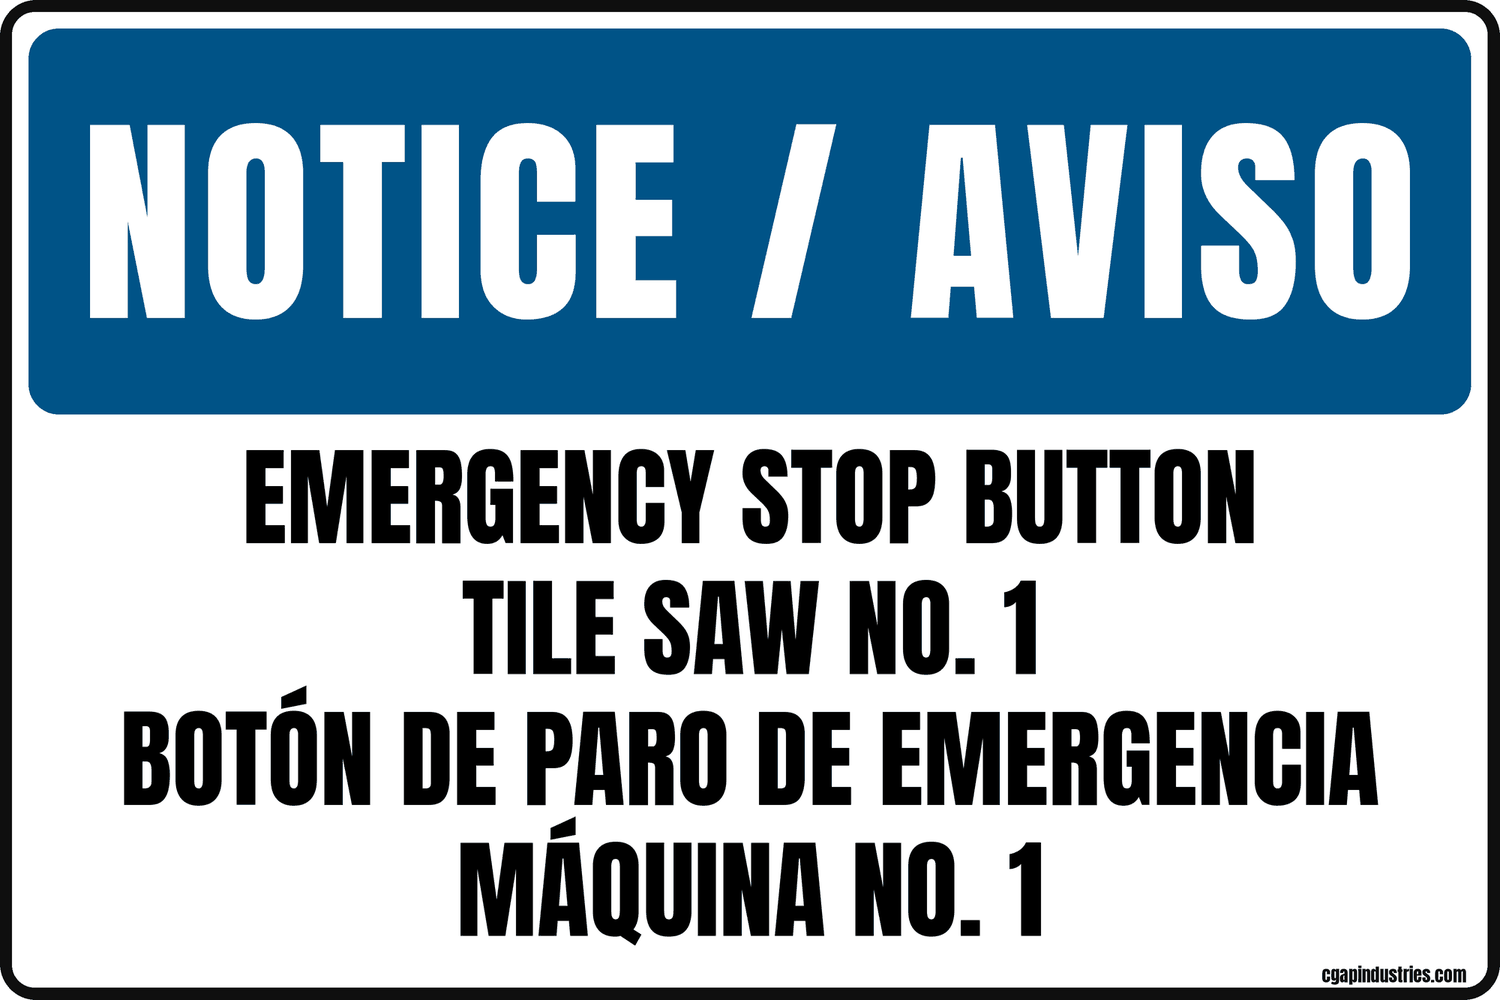 NOTICE / AVISO
EMERGENCY STOP BUTTON
TILE SAW NO. 1
BOTÓN DE PARO DE EMERGENCIA
MÁQUINA NO. 1
cgapindustries.com